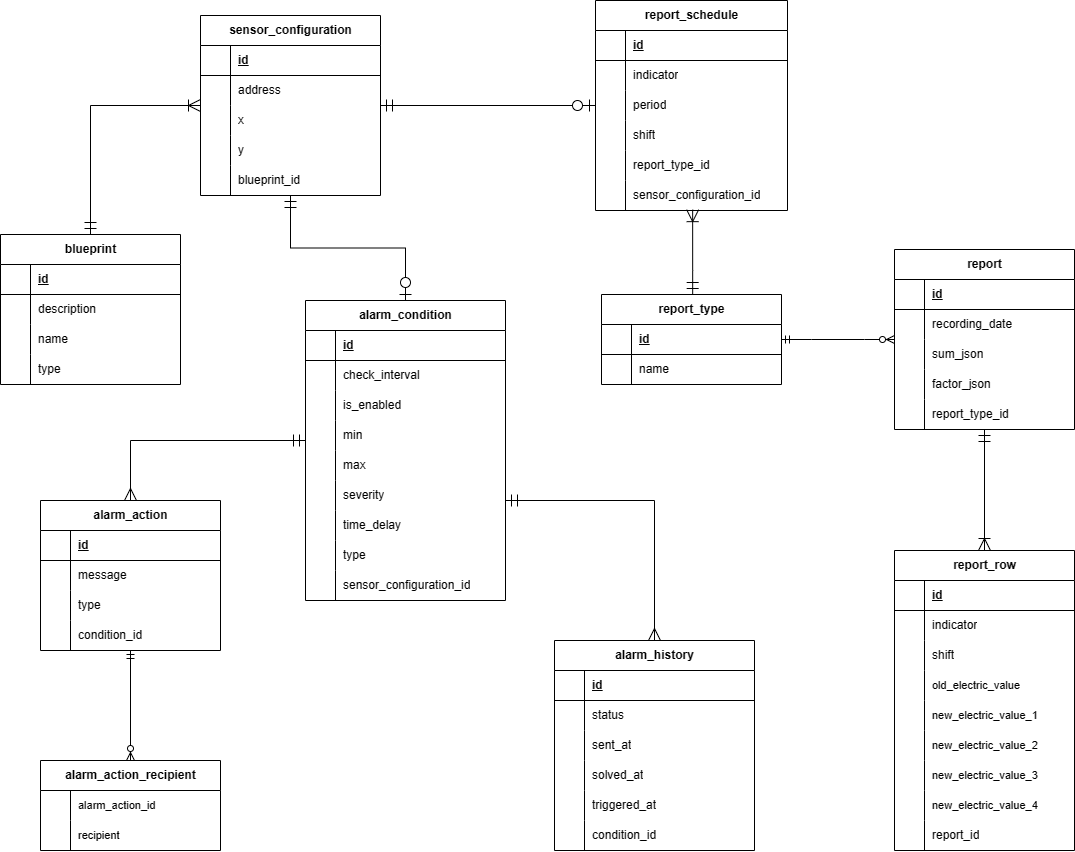 sensor_configuration
id
address
x
y
blueprint_id
report_schedule
id
indicator
period
shift
report_type_id
sensor_configuration_id
blueprint
id
description
name
type
alarm_condition
id
check_interval
is_enabled
min
max
severity
time_delay
type
sensor_configuration_id
report_type
id
name
report
id
recording_date
sum_json
factor_json
report_type_id
alarm_action
id
message
type
condition_id
alarm_history
id
status
sent_at
solved_at
triggered_at
condition_id
report_row
id
indicator
shift
old_electric_value
new_electric_value_1
new_electric_value_2
new_electric_value_3
new_electric_value_4
report_id
alarm_action_recipient
alarm_action_id
recipient